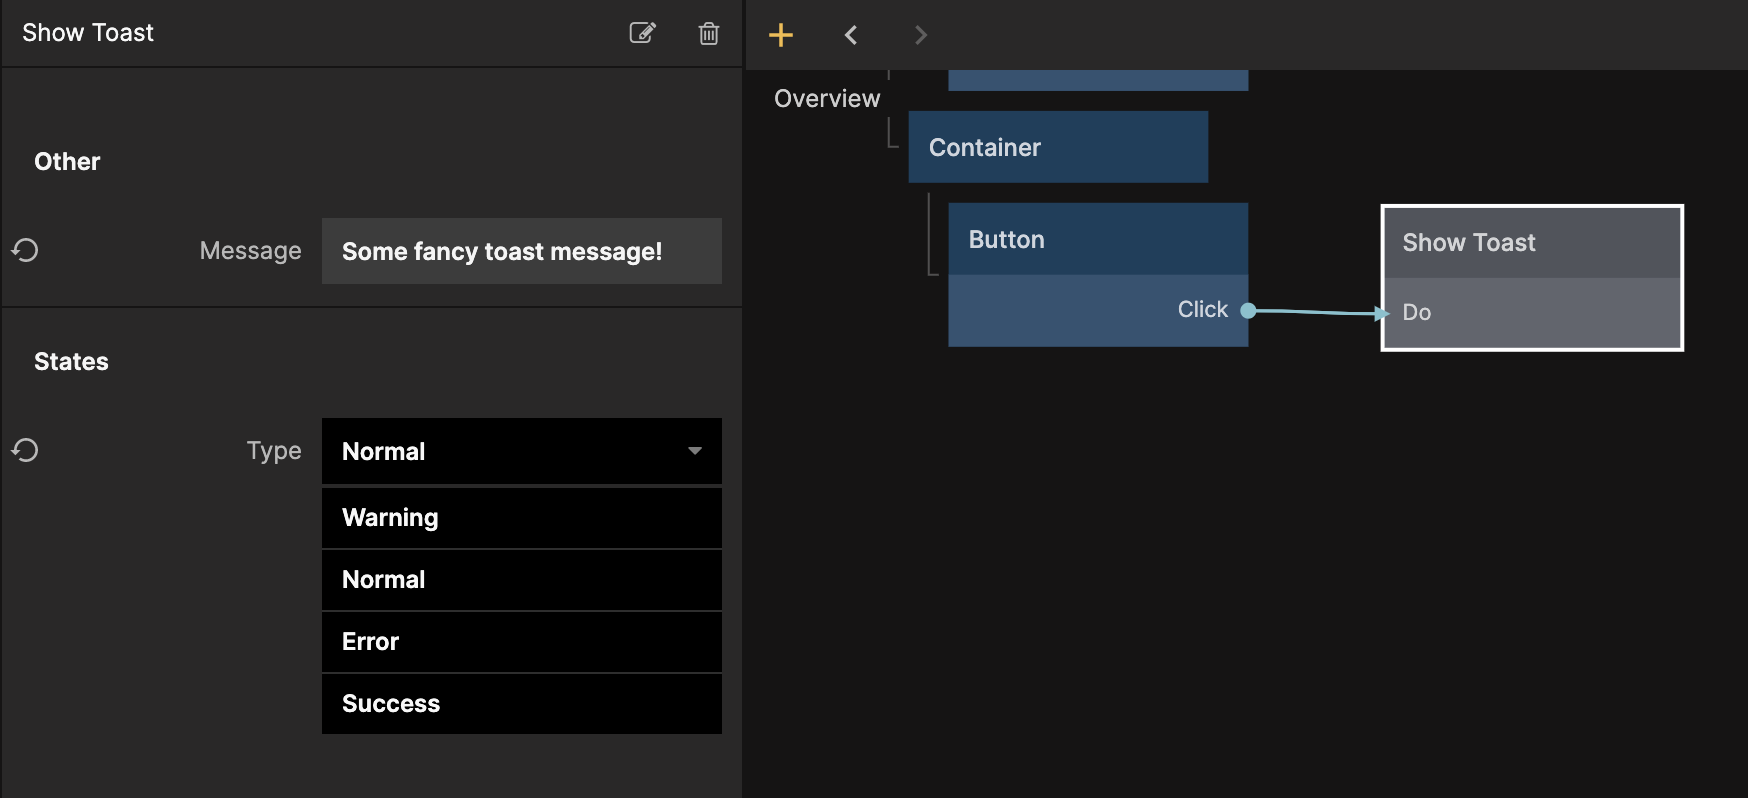 Show Toast
Other
Message
Some fancy toast message!
States
Type
Normal
Warning
Normal
Error
Success
Overview
Container
Button
Click
Show Toast
Do